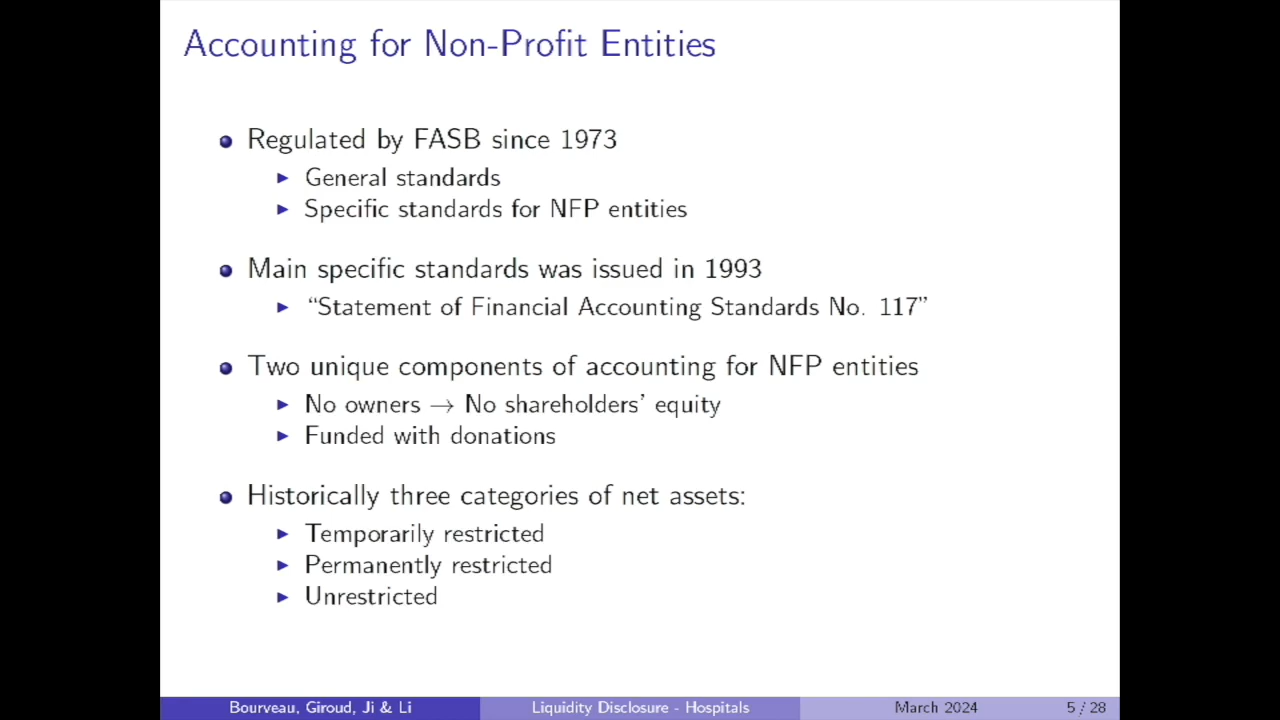 Accounting for Non-Profit Entities
Regulated by FASB since 1973
General standards
Specific standards for NFP entities
Main specific standards was issued in 1993
“Statement of Financial Accounting Standards No. 117”
Two unique components of accounting for NFP entities
No owners → No shareholders’ equity
Funded with donations
Historically three categories of net assets:
Temporarily restricted
Permanently restricted
Unrestricted
Bourveau, Giroud, Ji & Li Liquidity Disclosure - Hospitals March 2024 5 / 28